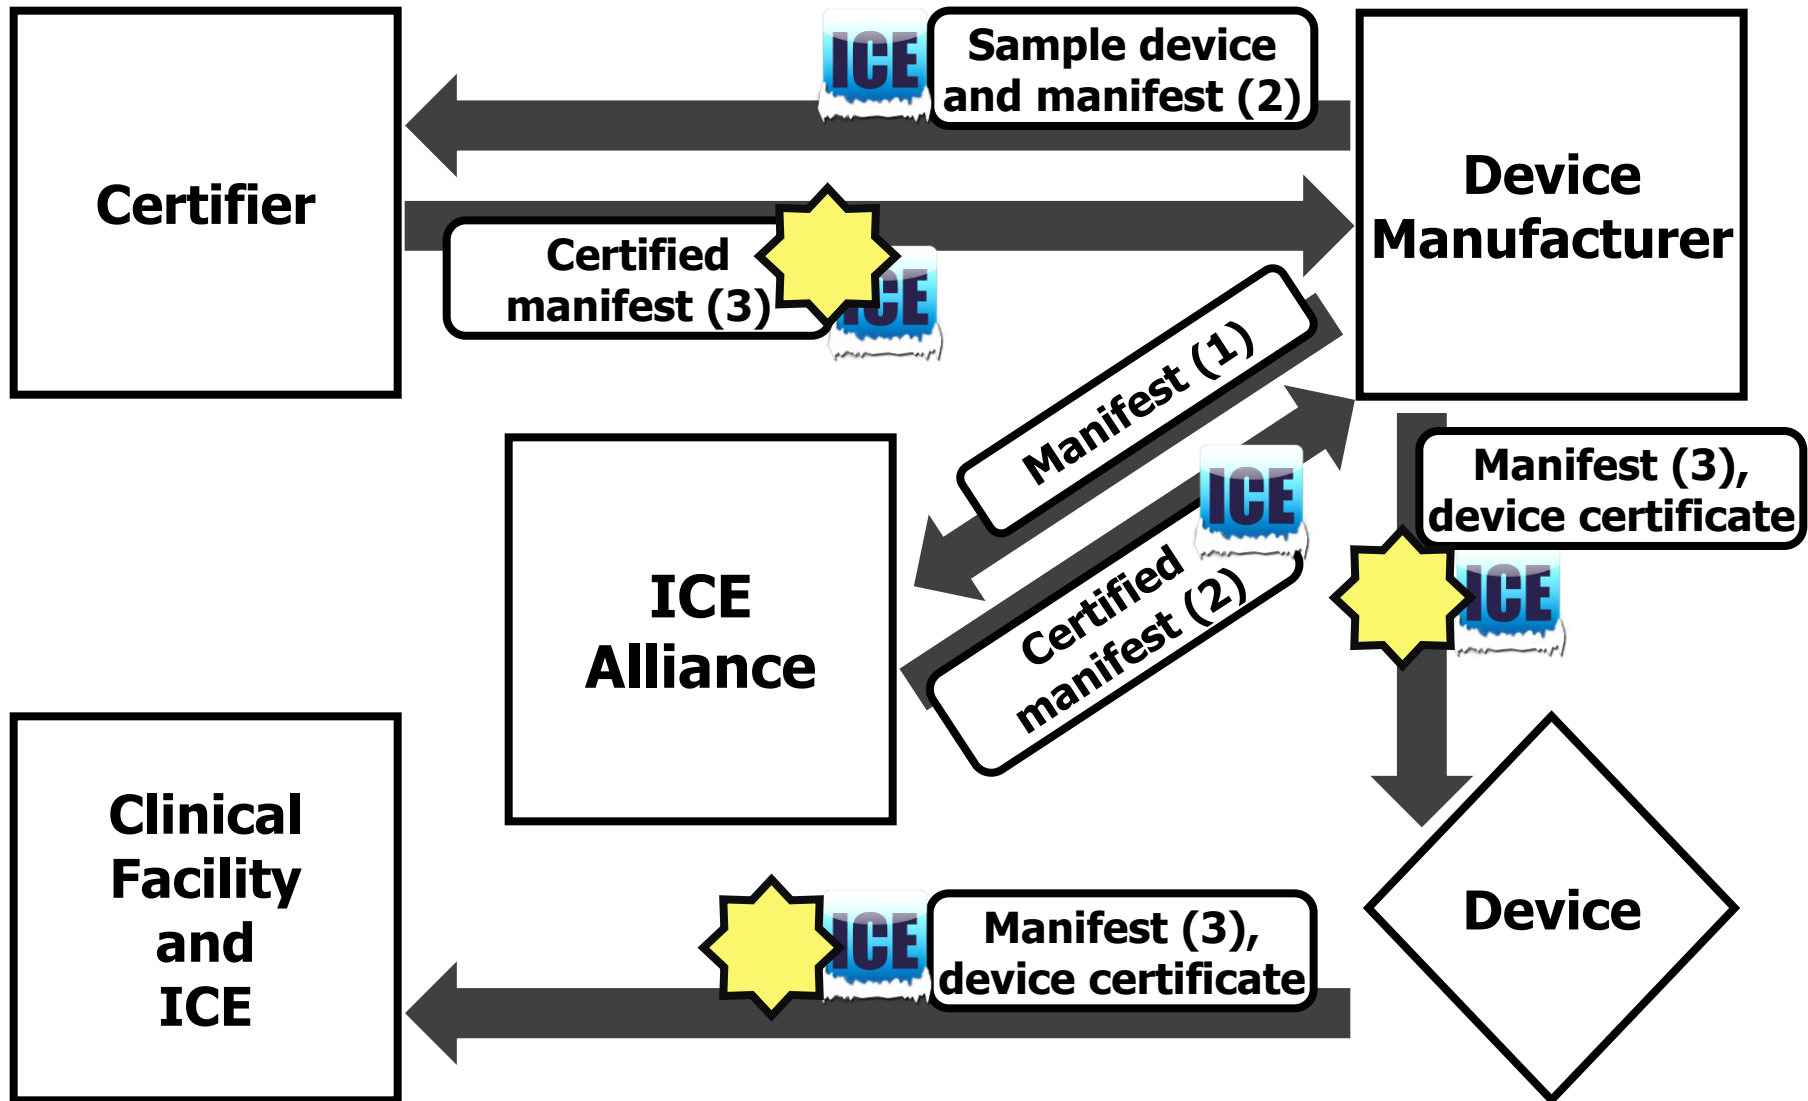 ICE
Sample device
and manifest (2)
Certifier
Device
Manufacturer
Certified
manifest (3)
ICE
Manifest (1)
ICE
Certified
manifest (2)
Manifest (3),
device certificate
ICE
ICE
Alliance
Clinical
Facility
and
ICE
ICE
Manifest (3),
device certificate
Device